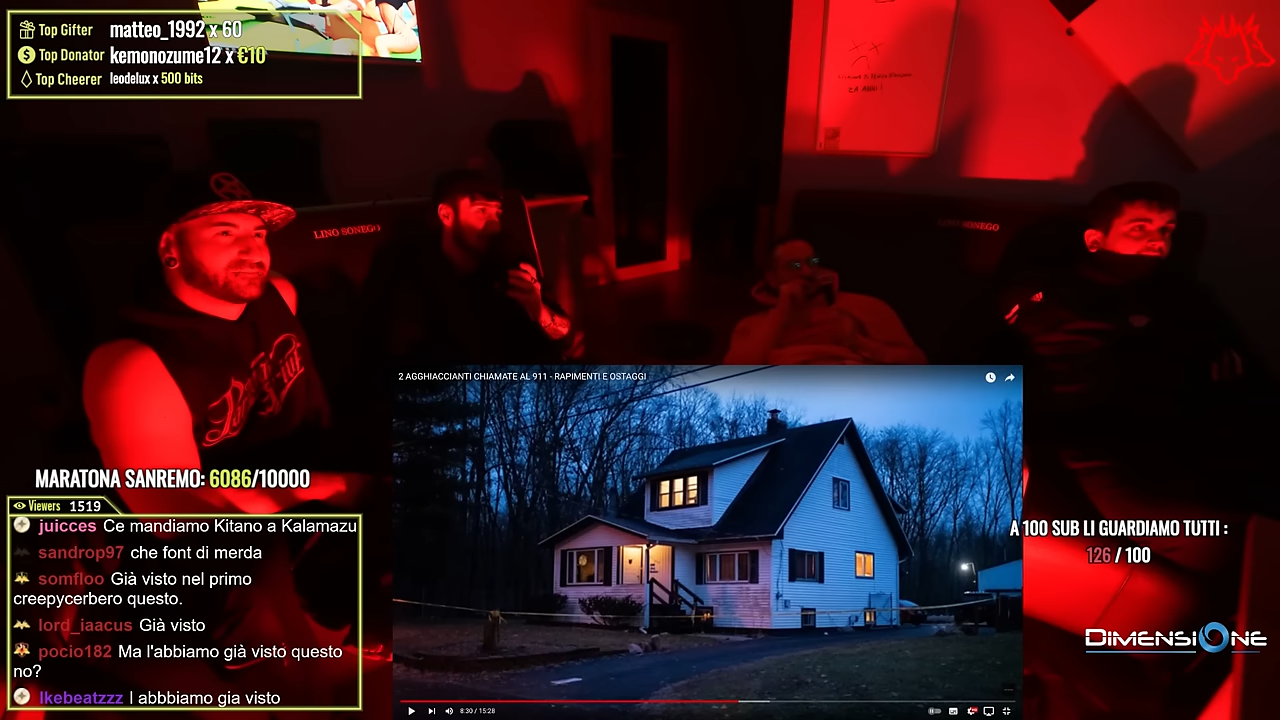 Top Gifter matteo_1992 x 60
Top Donator kemonozume12 x €10
Top Cheerer leodelux x 500 bits
LINO SONEGO
SONEGO
2 AGGHIACCIANTI CHIAMATE AL 911 - RAPIMENTI E OSTAGGI
MARATONA SANREMO: 6086/10000
Viewers 1519
juicces Ce mandiamo Kitano a Kalamazu
sandrop97 che font di merda
somfloo Già visto nel primo
creepycerbero questo.
lord_iaacus Già visto
pocio182 Ma l'abbiamo già visto questo
no?
Ikebeatzzz I abbbiamo gia visto
A 100 SUB LI GUARDIAMO TUTTI :
126 / 100
DIMENSIONE
8:30 / 15:28